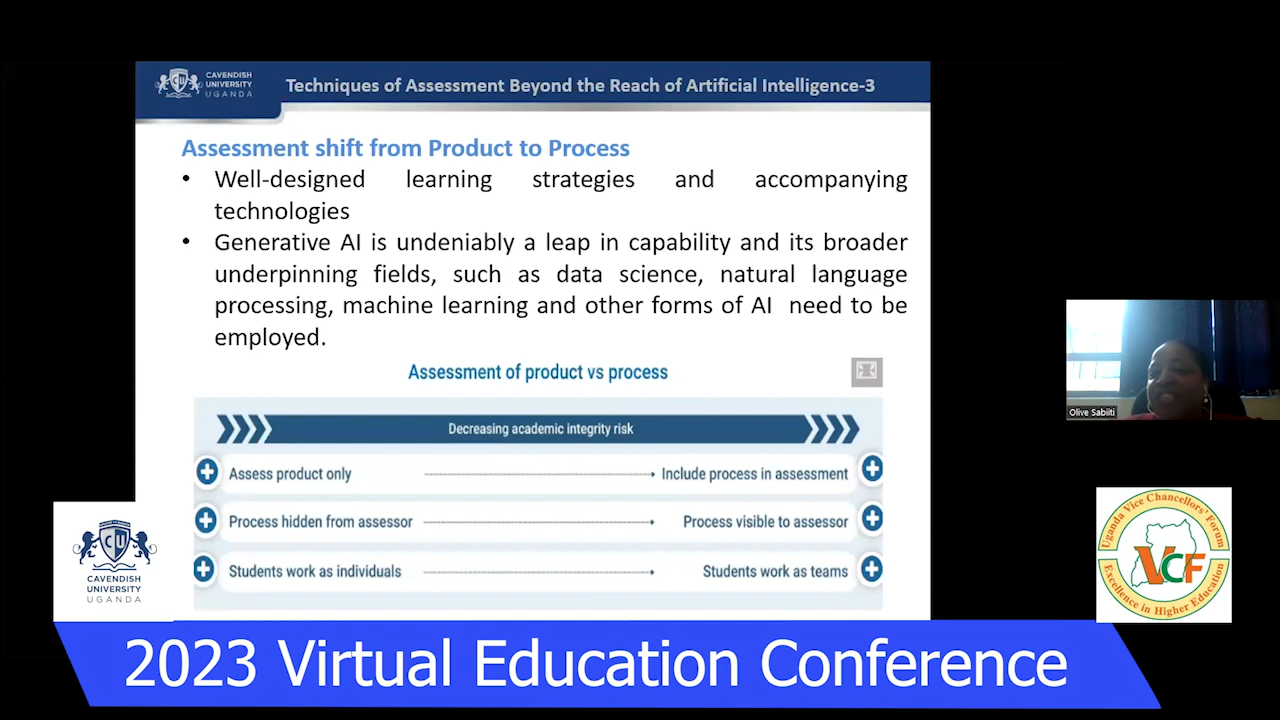 CAVENDISH
UNIVERSITY
UGANDA
CU
Techniques of Assessment Beyond the Reach of Artificial Intelligence-3
Assessment shift from Product to Process
• Well-designed learning strategies and accompanying
technologies
• Generative AI is undeniably a leap in capability and its broader
underpinning fields, such as data science, natural language
processing, machine learning and other forms of AI need to be
employed.
Assessment of product vs process
Decreasing academic integrity risk
Assess product only Include process in assessment
Process hidden from assessor Process visible to assessor
Students work as individuals Students work as teams
Olive Sabiiti
CU
CAVENDISH
UNIVERSITY
UGANDA
Uganda Vice Chancellors' Forum
VCF
Excellence in Higher Education
2023 Virtual Education Conference